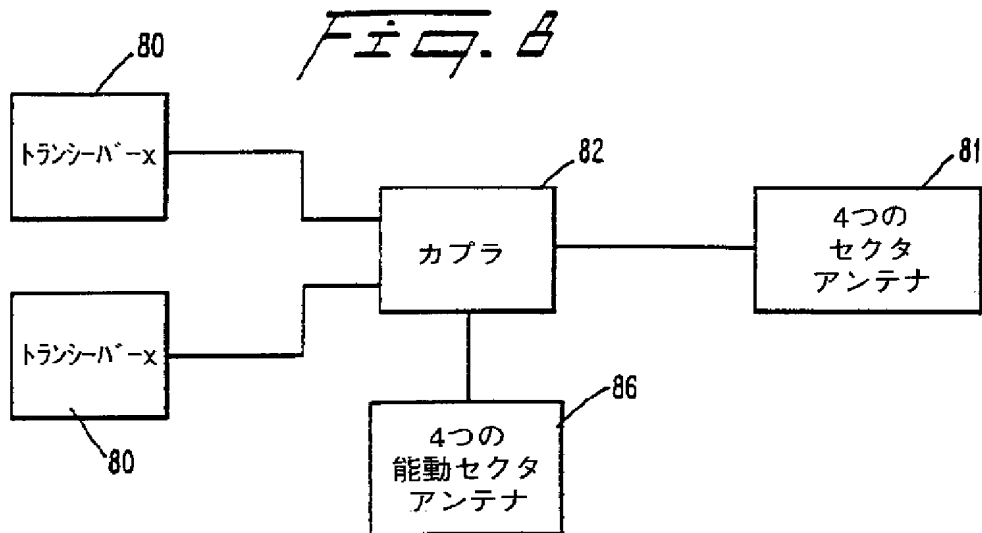 Fig. 8
80
トランシーバーx
82
81
カプラ
4つの
セクタ
アンテナ
トランシーバーx
80
86
4つの
能動セクタ
アンテナ